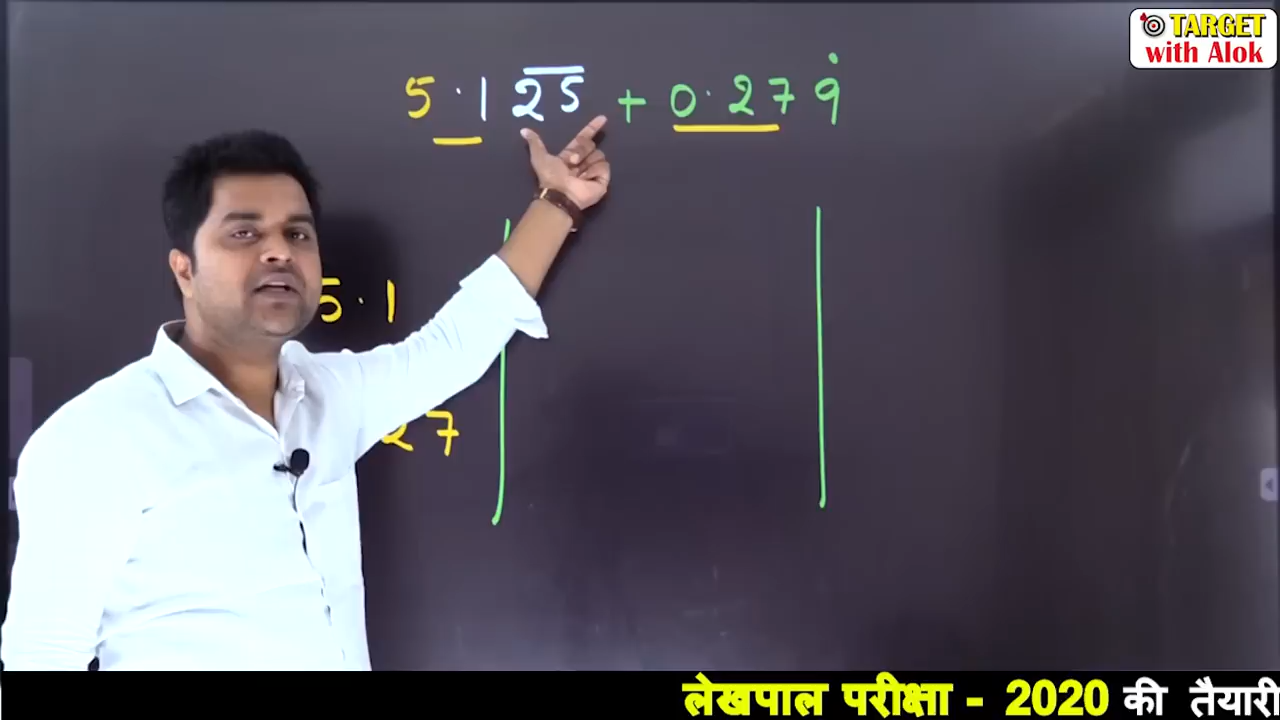 TARGET
with Alok
5.1 2̅5̅ + 0.279̇
5.1
27
लेखपाल परीक्षा - 2020 की तैयारी